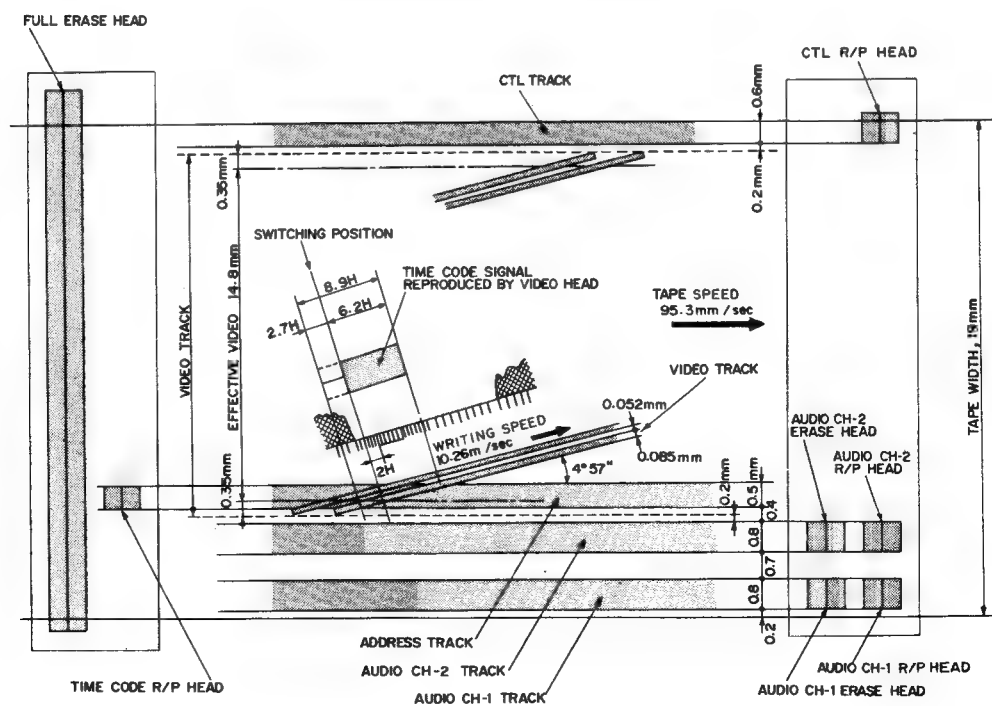 FULL ERASE HEAD
CTL R/P HEAD
CTL TRACK
0.6mm
0.35mm
0.2mm
SWITCHING POSITION
8.9H
TIME CODE SIGNAL
REPRODUCED BY VIDEO HEAD
6.2H
2.7H
TAPE SPEED
95.3mm/sec
VIDEO TRACK
EFFECTIVE VIDEO 14.8mm
TAPE WIDTH, 19mm
VIDEO TRACK
0.052mm
WRITING SPEED
10.26m/sec
0.085mm
AUDIO CH-2
ERASE HEAD
AUDIO CH-2
R/P HEAD
2H
4°57"
0.35mm
0.2mm
0.5mm
0.4
0.8
0.7
0.8
0.2
ADDRESS TRACK
AUDIO CH-2 TRACK
AUDIO CH-1 TRACK
TIME CODE R/P HEAD
AUDIO CH-1 R/P HEAD
AUDIO CH-1 ERASE HEAD